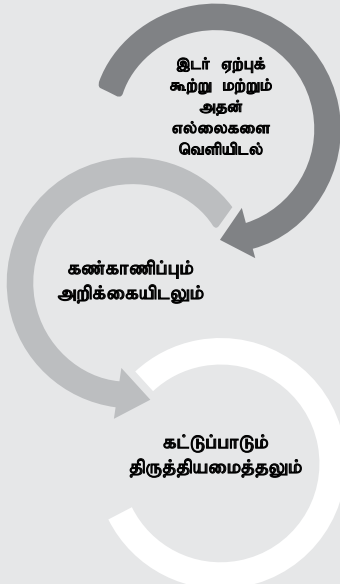 இடர் ஏற்புக்
கூற்று மற்றும்
அதன்
எல்லைகளை
வெளியிடல்
கண்காணிப்பும்
அறிக்கையிடலும்
கட்டுப்பாடும்
திருத்தியமைத்தலும்